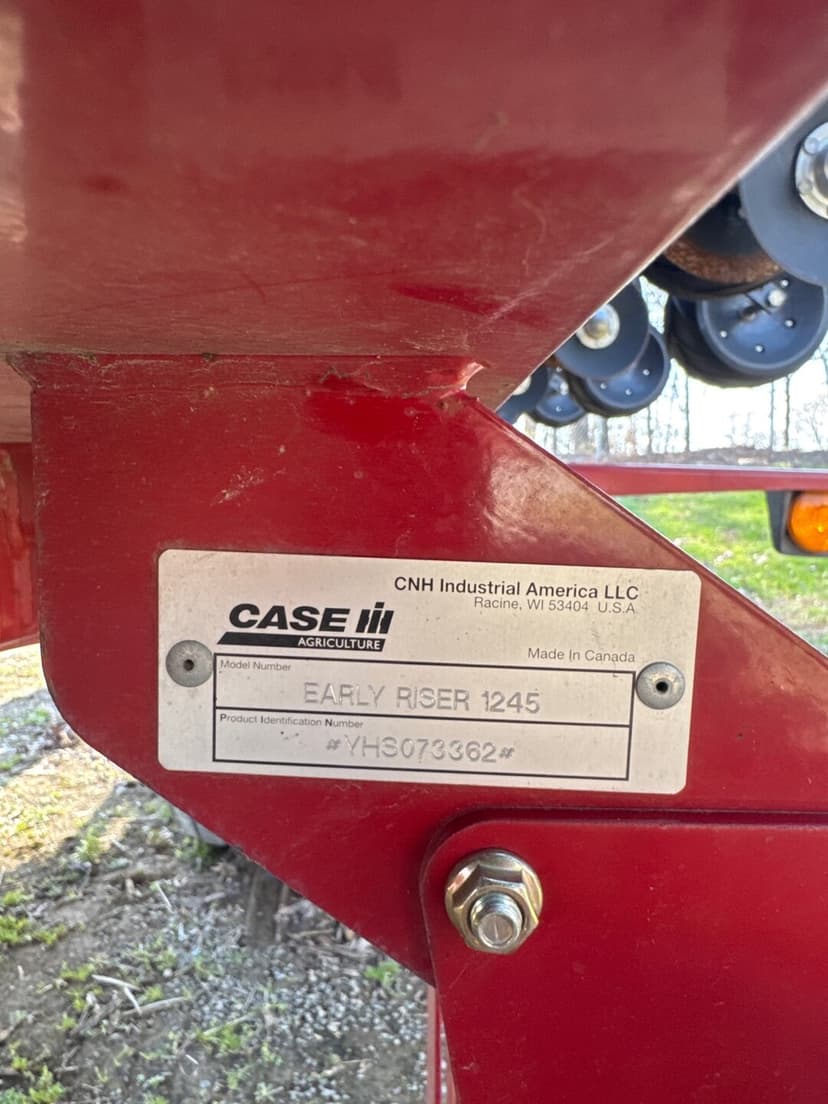 CNH Industrial America LLC
Racine, WI 53404 U.S.A.
CASE IH
AGRICULTURE
Made In Canada
Model Number
EARLY RISER 1245
Product Identification Number
*YHS073362*